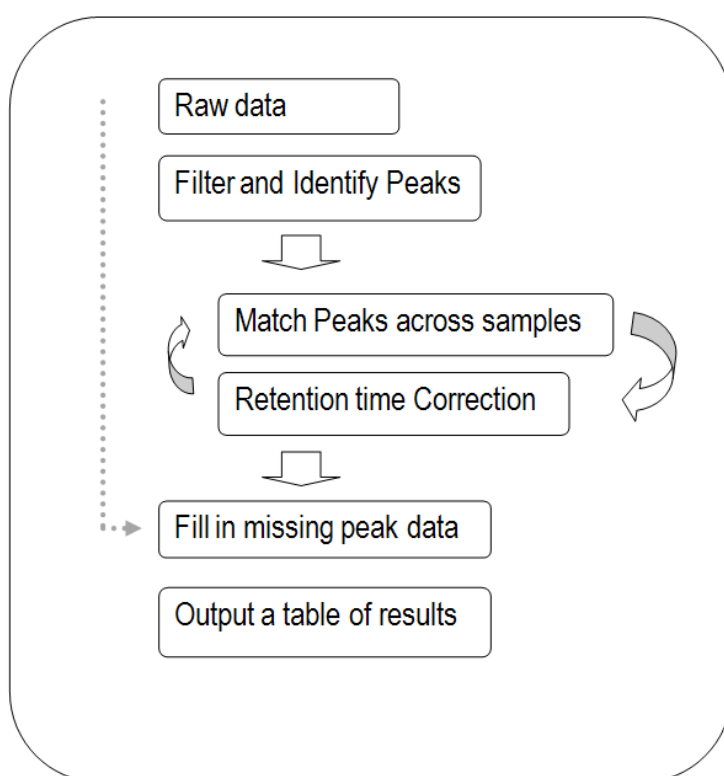 Raw data
Filter and Identify Peaks
Match Peaks across samples
Retention time Correction
Fill in missing peak data
Output a table of results